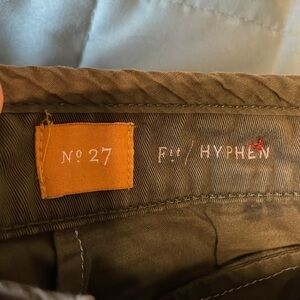 Nº 27
Fit / HYPHEN